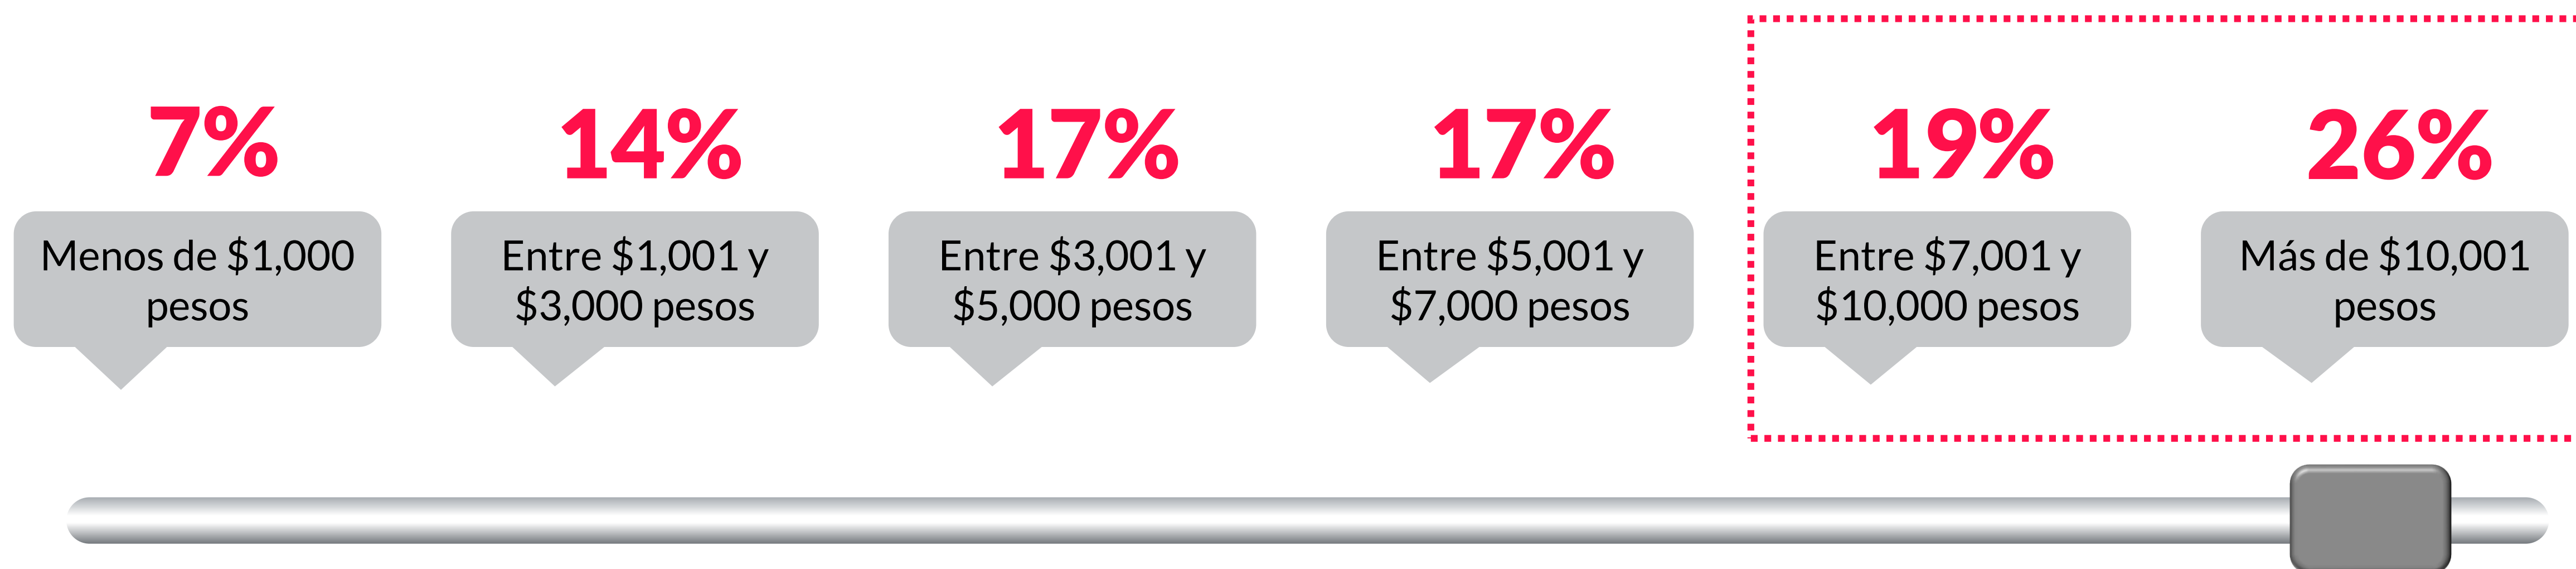 7%
14%
17%
17%
19%
26%
Menos de $1,000
pesos
Entre $1,001 y
$3,000 pesos
Entre $3,001 y
$5,000 pesos
Entre $5,001 y
$7,000 pesos
Entre $7,001 y
$10,000 pesos
Más de $10,001
pesos